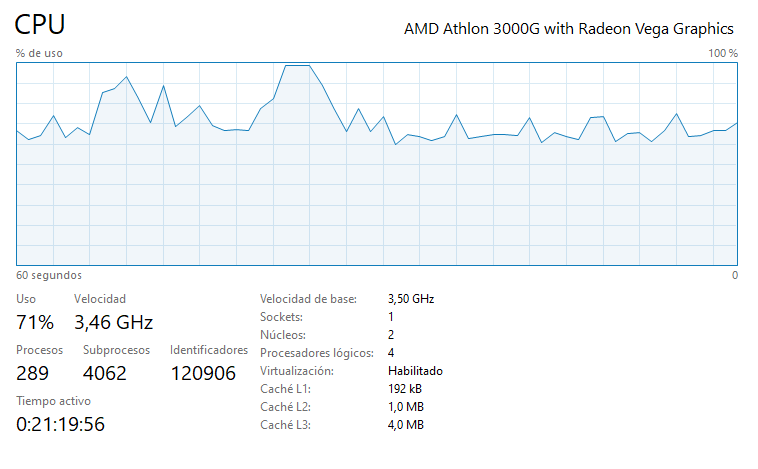 CPU
AMD Athlon 3000G with Radeon Vega Graphics
% de uso
100 %
60 segundos
0
Uso
Velocidad
71%
3,46 GHz
Procesos
Subprocesos
Identificadores
289
4062
120906
Tiempo activo
0:21:19:56
Velocidad de base:
3,50 GHz
Sockets:
1
Núcleos:
2
Procesadores lógicos:
4
Virtualización:
Habilitado
Caché L1:
192 kB
Caché L2:
1,0 MB
Caché L3:
4,0 MB